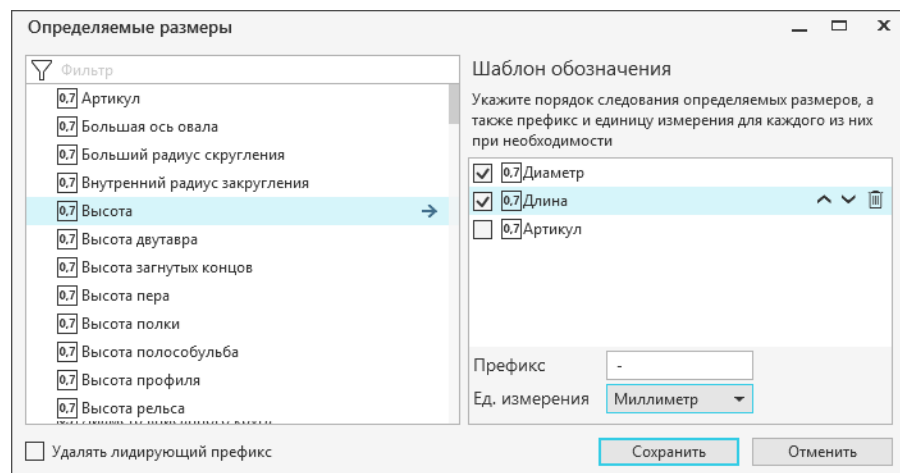 Определяемые размеры
Фильтр
0,7 Артикул
0,7 Большая ось овала
0,7 Больший радиус скругления
0,7 Внутренний радиус закругления
0,7 Высота
0,7 Высота двутавра
0,7 Высота загнутых концов
0,7 Высота пера
0,7 Высота полки
0,7 Высота полособульба
0,7 Высота профиля
0,7 Высота рельса
Шаблон обозначения
Укажите порядок следования определяемых размеров, а
также префикс и единицу измерения для каждого из них
при необходимости
0,7 Диаметр
0,7 Длина
0,7 Артикул
Префикс -
Ед. измерения Миллиметр
Удалять лидирующий префикс
Сохранить
Отменить